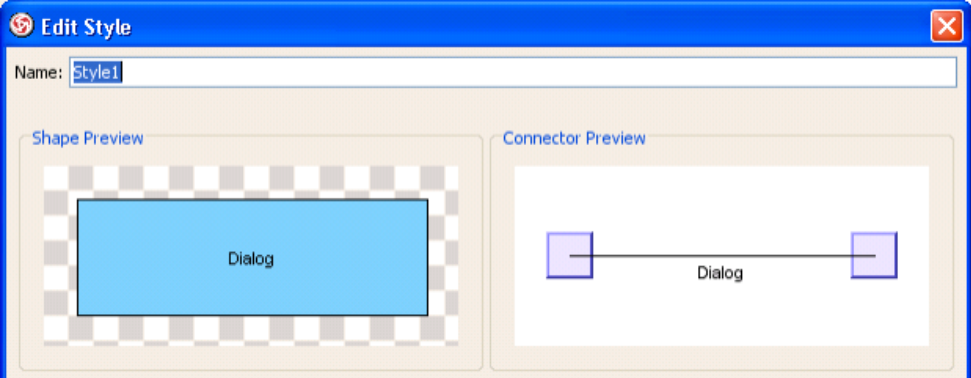 Edit Style
Name: Style1
Shape Preview
Connector Preview
Dialog
Dialog